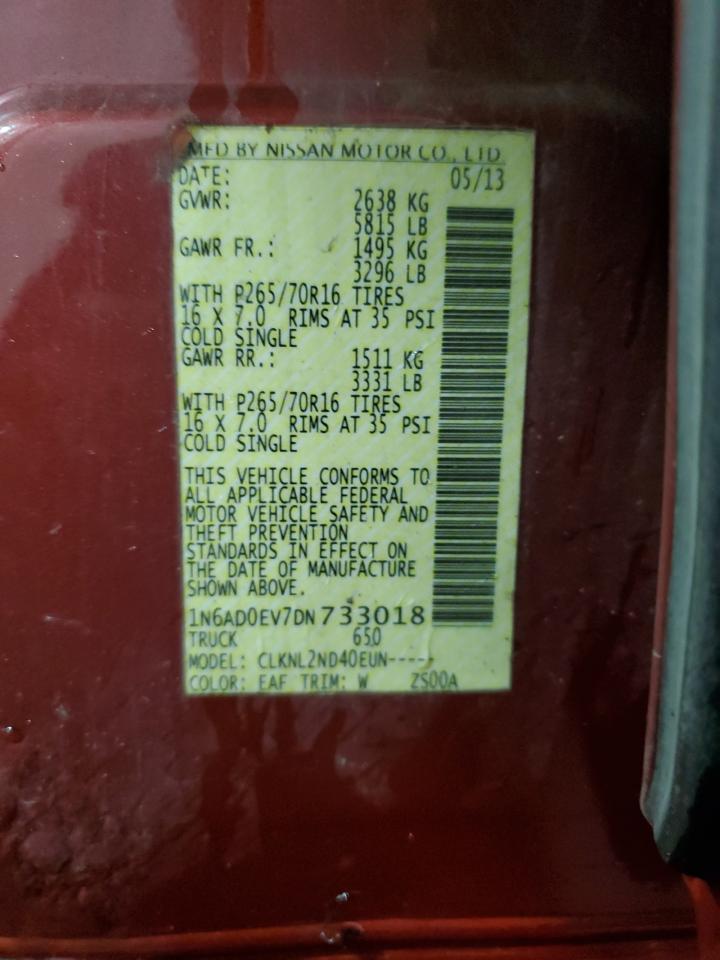 MFD BY NISSAN MOTOR CO., LTD.
DATE: 05/13
GVWR: 2638 KG
5815 LB
GAWR FR.: 1495 KG
3296 LB
WITH P265/70R16 TIRES
16 X 7.0 RIMS AT 35 PSI
COLD SINGLE
GAWR RR.: 1511 KG
3331 LB
WITH P265/70R16 TIRES
16 X 7.0 RIMS AT 35 PSI
COLD SINGLE
THIS VEHICLE CONFORMS TO
ALL APPLICABLE FEDERAL
MOTOR VEHICLE SAFETY AND
THEFT PREVENTION
STANDARDS IN EFFECT ON
THE DATE OF MANUFACTURE
SHOWN ABOVE.
1N6AD0EV7DN733018
TRUCK 650
MODEL: CLKNL2ND40EUN-----
COLOR: EAF TRIM: W ZS00A